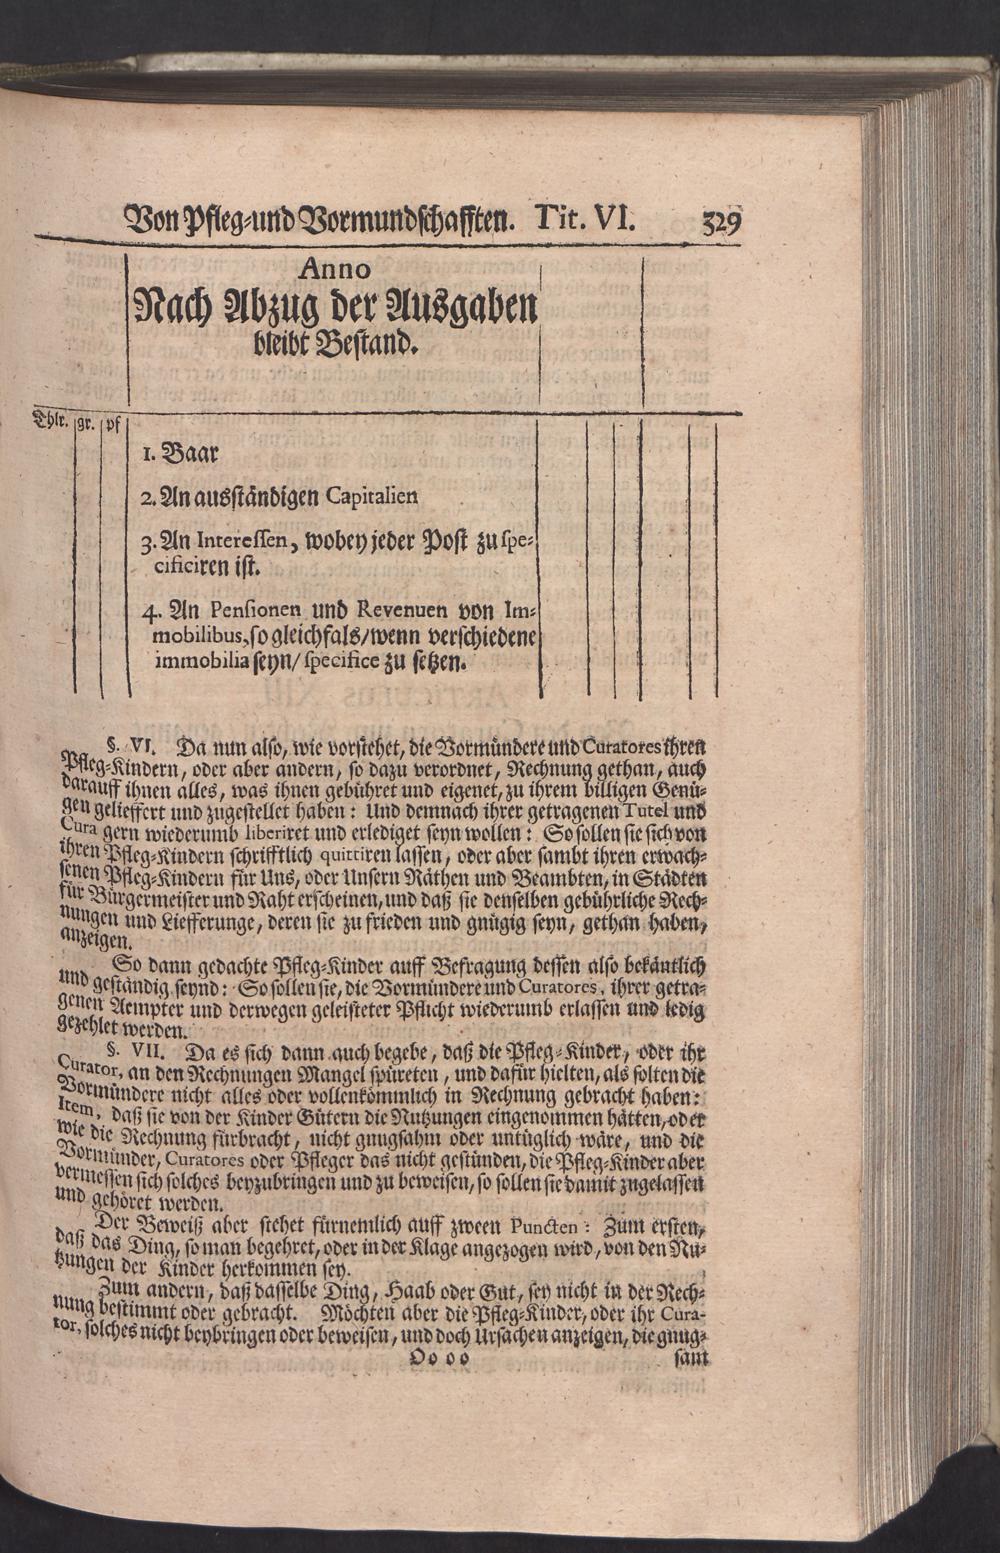 Von Pfleg-und Vormundschafften. Tit. VI. 329
Anno
Nach Abzug der Ausgaben
bleibt Bestand.
Thlr. gr. pf
1. Baar
2. An ausständigen Capitalien
3. An Interessen, wobey jeder Post zu spe-
cificiren ist.
4. An Pensionen und Revenuen von Im-
mobilibus, so gleichfals/ wenn verschiedene
immobilia seyn/ specifice zu setzen.
§. VI. Da nun also, wie vorstehet, die Vormündere und Curatores ihren
Pfleg-Kindern, oder aber andern, so dazu verordnet, Rechnung gethan, auch
darauff ihnen alles, was ihnen gebühret und eigenet, zu ihrem billigen Genü-
gen gelieffert und zugestellet haben: Und demnach ihrer getragenen Tutel und
Cura gern wiederumb liberiret und erlediget seyn wollen: So sollen sie sich von
ihren Pfleg-Kindern schrifftlich quittiren lassen, oder aber sambt ihren erwach-
senen Pfleg-Kindern für Uns, oder Unsern Räthen und Beambten, in Städten
für Bürgermeister und Raht erscheinen, und daß sie denselben gebührliche Rech-
nungen und Liefferunge, deren sie zu frieden und gnügig seyn, gethan haben,
anzeigen.
So dann gedachte Pfleg-Kinder auff Befragung dessen also bekäntlich
und geständig seynd: So sollen sie, die Vormündere und Curatores, ihrer getra-
genen Aempter und derwegen geleisteter Pflicht wiederumb erlassen und ledig
gezehlet werden.
§. VII. Da es sich dann auch begebe, daß die Pfleg-Kinder, oder ihr
Curator, an den Rechnungen Mangel spüreten, und dafür hielten, als solten die
Vormündere nicht alles oder vollenkömmlich in Rechnung gebracht haben:
Item, daß sie von der Kinder Gütern die Nutzungen eingenommen hätten, oder
wie die Rechnung fürbracht, nicht gnugsahm oder untüglich wäre, und die
Vormünder, Curatores oder Pfleger das nicht gestünden, die Pfleg-Kinder aber
vermessen sich solches beyzubringen und zu beweisen, so sollen sie damit zugelassen
und gehöret werden.
Der Beweiß aber stehet fürnemlich auff zween Puncten: Zum ersten,
daß das Ding, so man begehret, oder in der Klage angezogen wird, von den Nu-
tzungen der Kinder herkommen sey.
Zum andern, daß dasselbe Ding, Haab oder Gut, sey nicht in der Rech-
nung bestimmt oder gebracht. Möchten aber die Pfleg-Kinder, oder ihr Cura-
tor, solches nicht beybringen oder beweisen, und doch Ursachen anzeigen, die gnug-
Oo oo sam